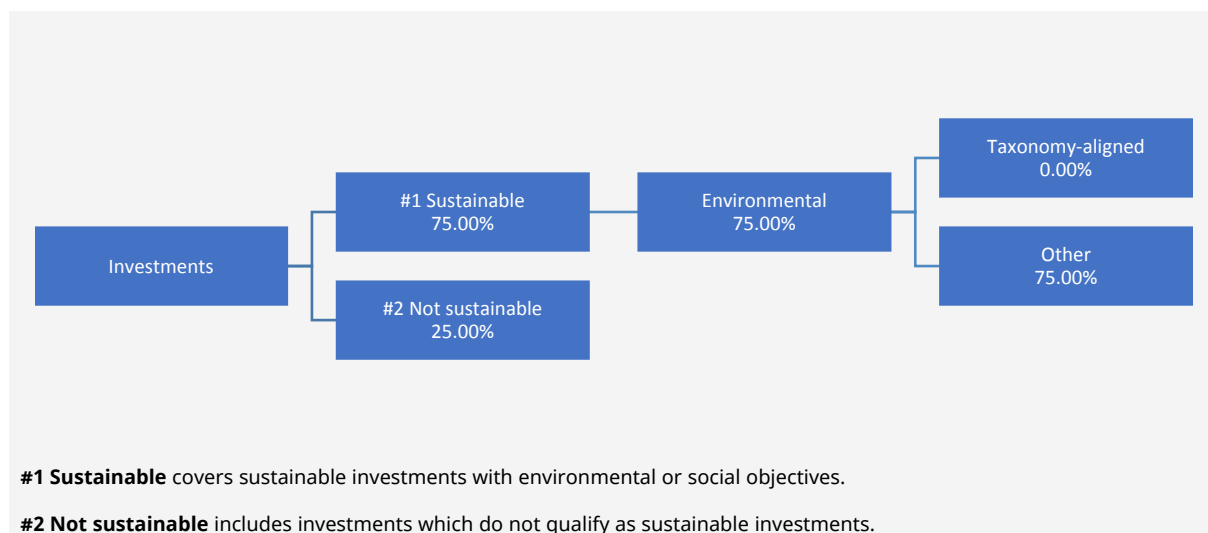 Investments
#1 Sustainable
75.00%
#2 Not sustainable
25.00%
Environmental
75.00%
Taxonomy-aligned
0.00%
Other
75.00%
#1 Sustainable covers sustainable investments with environmental or social objectives.
#2 Not sustainable includes investments which do not qualify as sustainable investments.